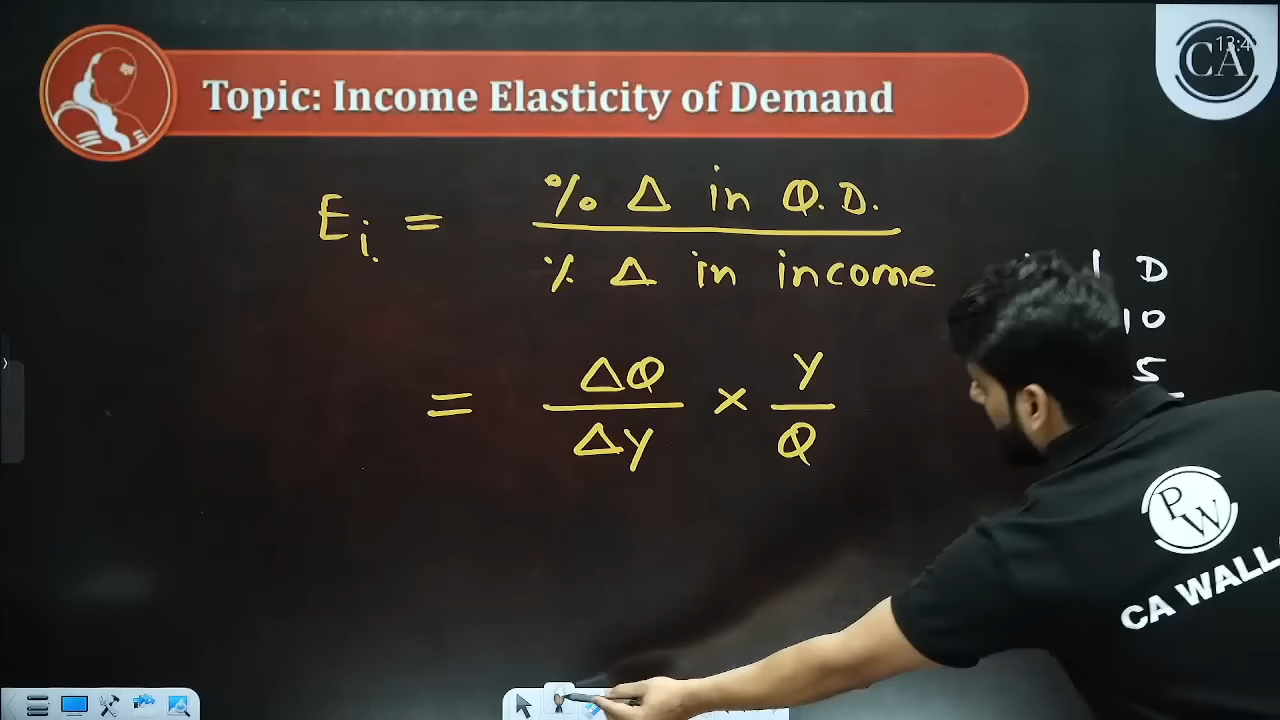 Topic: Income Elasticity of Demand
CA
Ei = % Δ in Q.D.
% Δ in income
= ΔQ × Y
ΔY Q
D
10
5
PW
CA WALL